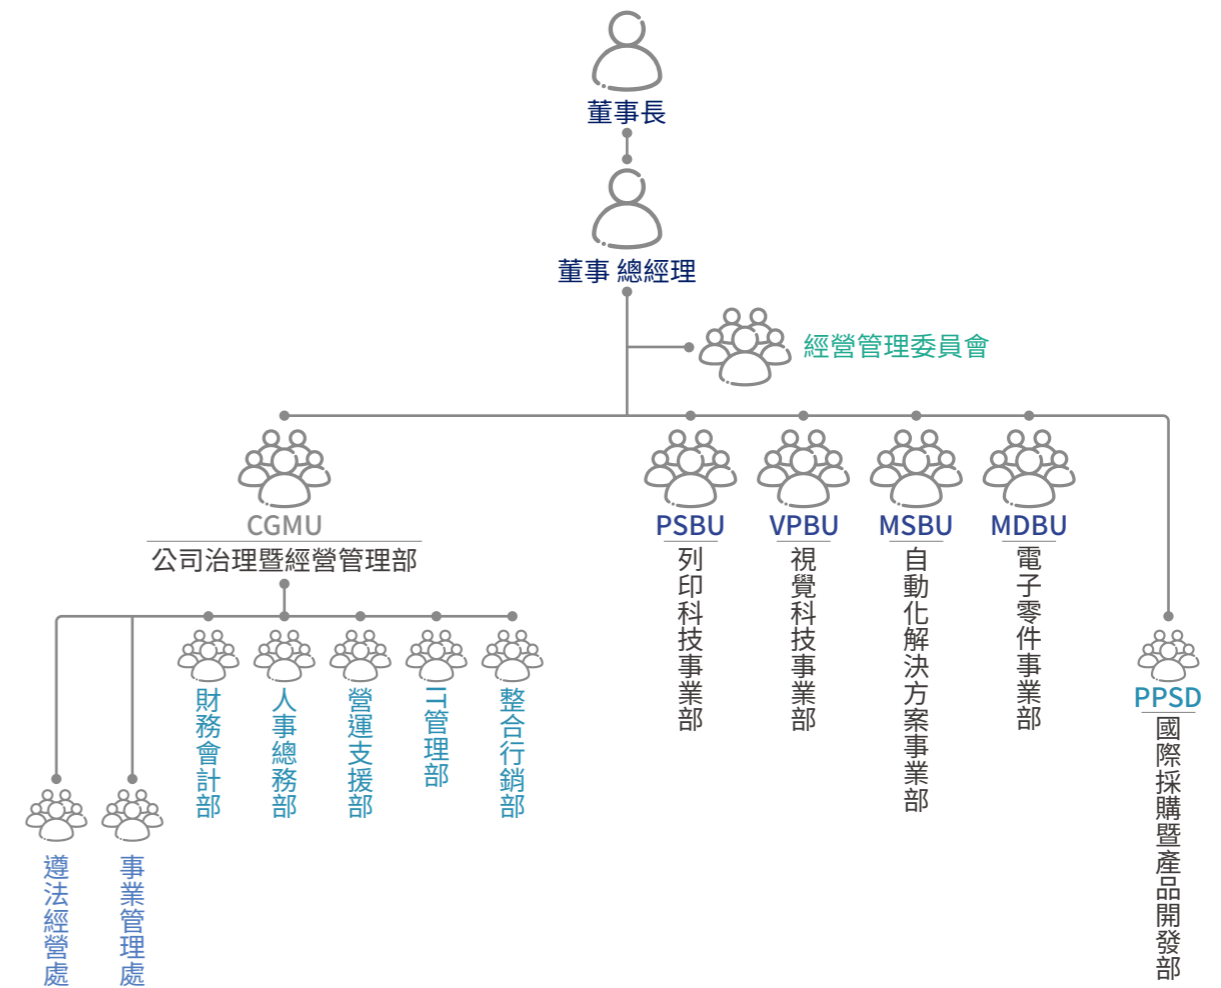 董事長
董事 總經理
經營管理委員會
CGMU
公司治理暨經營管理部
PSBU
列印科技事業部
VPBU
視覺科技事業部
MSBU
自動化解決方案事業部
MDBU
電子零件事業部
PPSD
國際採購暨產品開發部
財務會計部
人事總務部
營運支援部
IT管理部
整合行銷部
遵法經營處
事業管理處